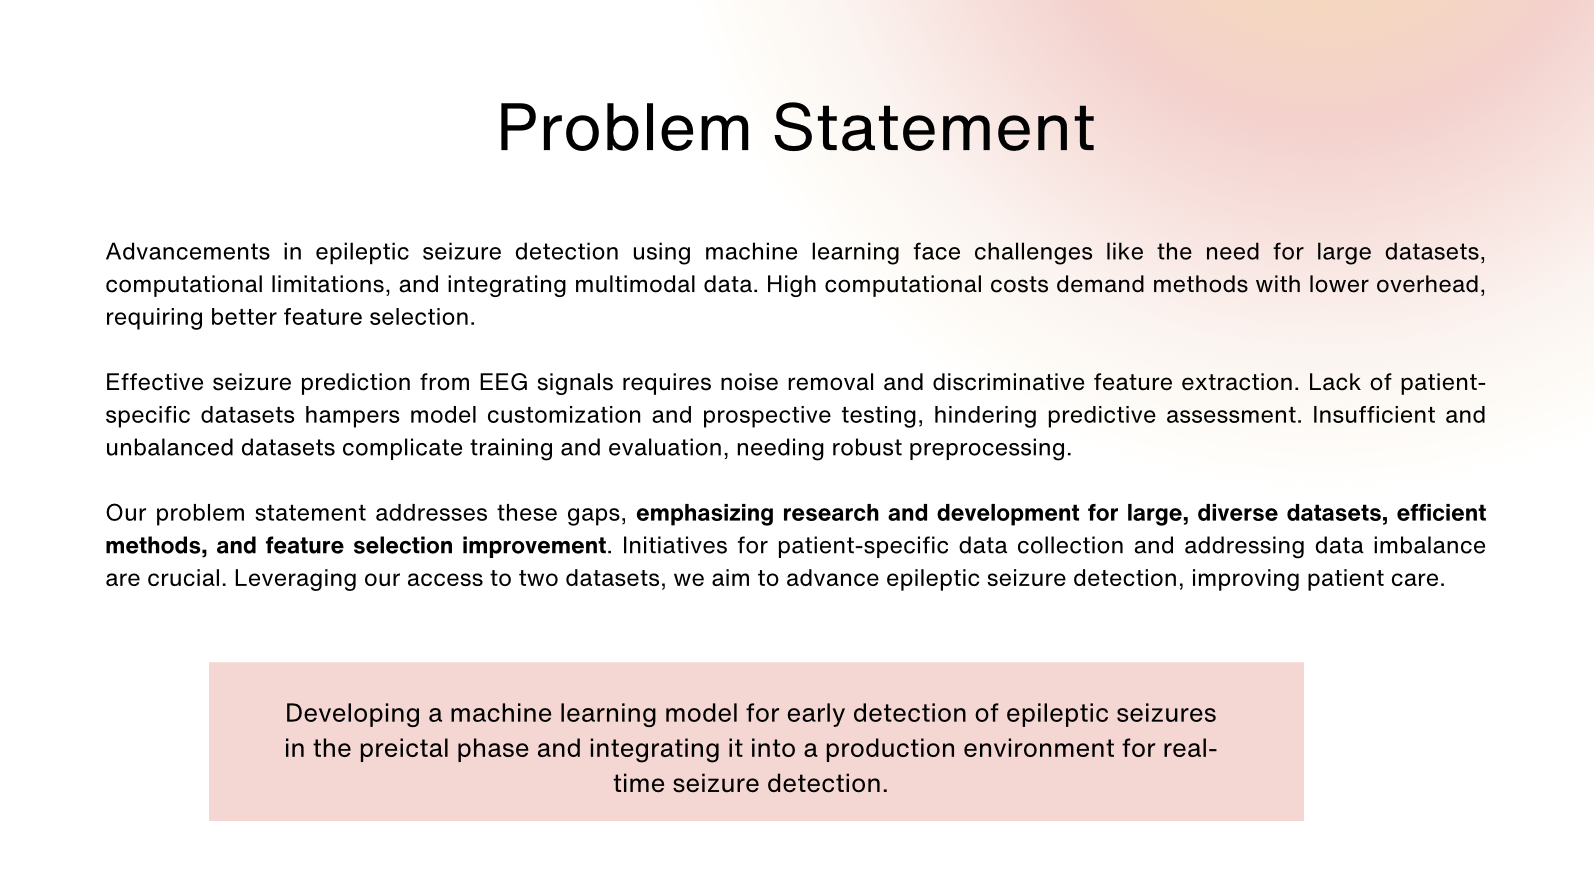 Problem Statement
Advancements in epileptic seizure detection using machine learning face challenges like the need for large datasets,
computational limitations, and integrating multimodal data. High computational costs demand methods with lower overhead,
requiring better feature selection.
Effective seizure prediction from EEG signals requires noise removal and discriminative feature extraction. Lack of patient-
specific datasets hampers model customization and prospective testing, hindering predictive assessment. Insufficient and
unbalanced datasets complicate training and evaluation, needing robust preprocessing.
Our problem statement addresses these gaps, emphasizing research and development for large, diverse datasets, efficient
methods, and feature selection improvement. Initiatives for patient-specific data collection and addressing data imbalance
are crucial. Leveraging our access to two datasets, we aim to advance epileptic seizure detection, improving patient care.
Developing a machine learning model for early detection of epileptic seizures
in the preictal phase and integrating it into a production environment for real-
time seizure detection.